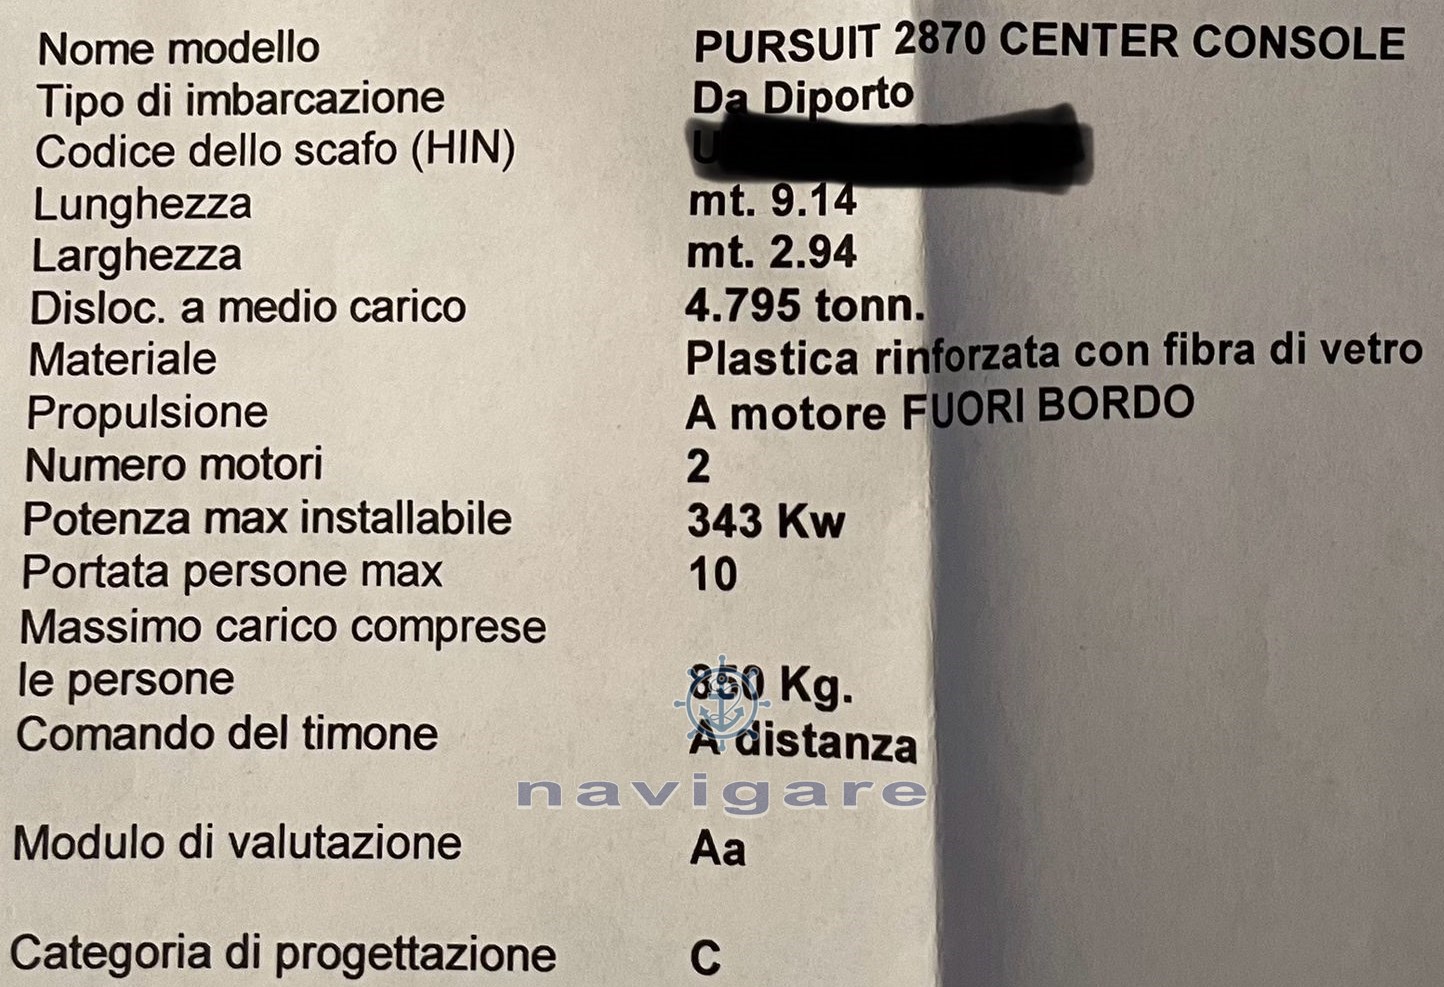 Nome modello PURSUIT 2870 CENTER CONSOLE
Tipo di imbarcazione Da Diporto
Codice dello scafo (HIN) U
Lunghezza mt. 9.14
Larghezza mt. 2.94
Disloc. a medio carico 4.795 tonn.
Materiale Plastica rinforzata con fibra di vetro
Propulsione A motore FUORI BORDO
Numero motori 2
Potenza max installabile 343 Kw
Portata persone max 10
Massimo carico comprese
le persone 850 Kg.
Comando del timone A distanza
navigare
Modulo di valutazione Aa
Categoria di progettazione C